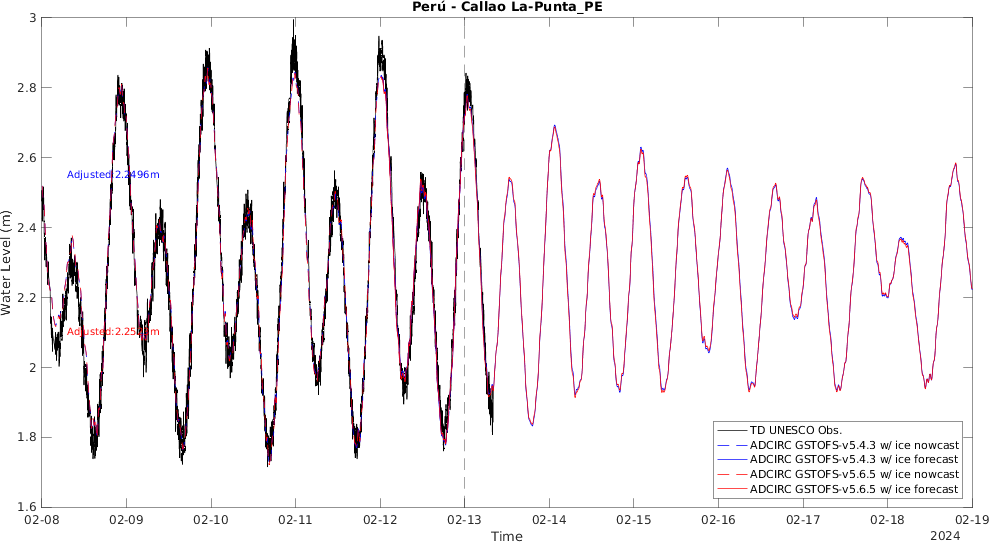 Perú - Callao La-Punta_PE
3
2.8
2.6
2.4
2.2
2
1.8
1.6
Water Level (m)
Adjusted:2.2496m
TD UNESCO Obs.
ADCIRC GSTOFS-v5.4.3 w/ ice nowcast
ADCIRC GSTOFS-v5.4.3 w/ ice forecast
ADCIRC GSTOFS-v5.6.5 w/ ice nowcast
ADCIRC GSTOFS-v5.6.5 w/ ice forecast
02-08 02-09 02-10 02-11 02-12 02-13 02-14 02-15 02-16 02-17 02-18 02-19
Time
2024